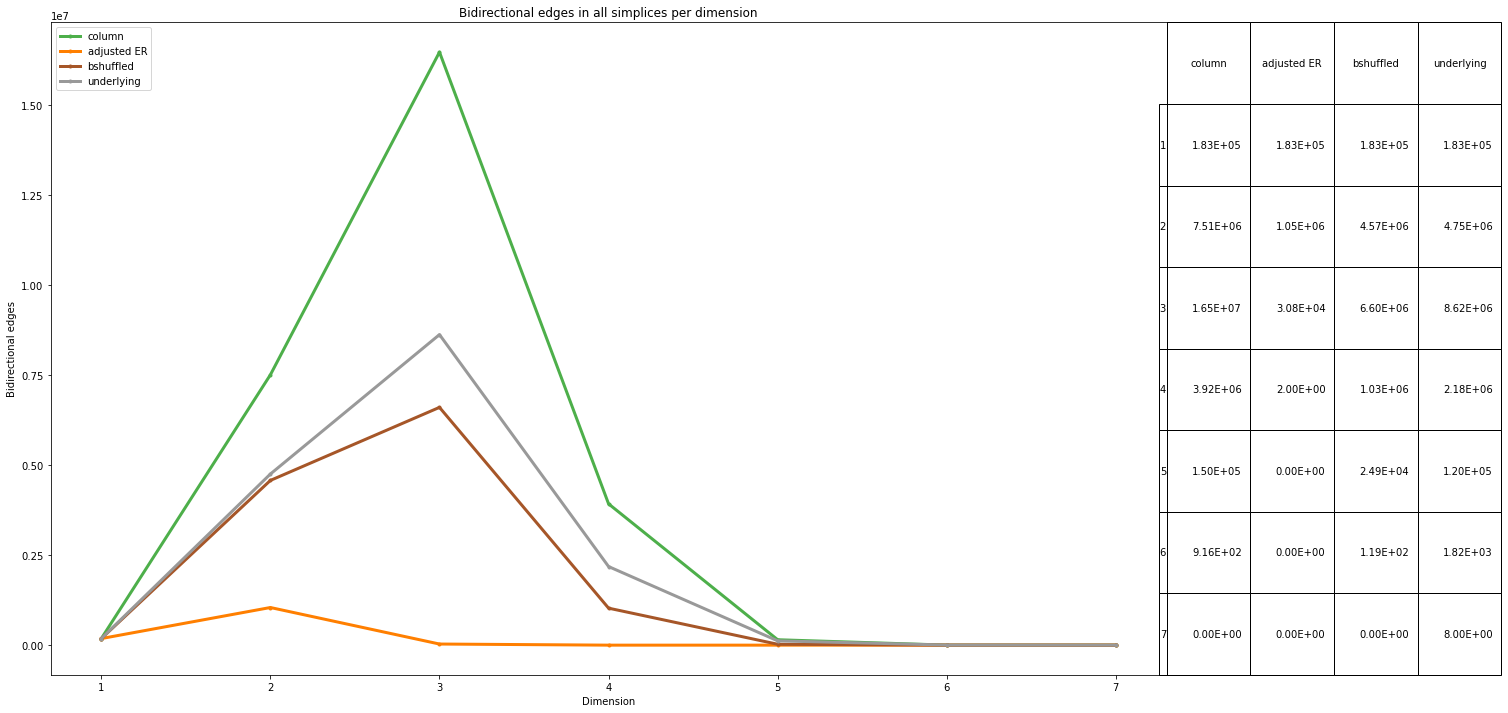 Bidirectional edges in all simplices per dimension
1e7
column
adjusted ER
bshuffled
underlying
Bidirectional edges
1.50
1.25
1.00
0.75
0.50
0.25
0.00
1 2 3 4 5 6 7
Dimension
column adjusted ER bshuffled underlying
1 1.83E+05 1.83E+05 1.83E+05 1.83E+05
2 7.51E+06 1.05E+06 4.57E+06 4.75E+06
3 1.65E+07 3.08E+04 6.60E+06 8.62E+06
4 3.92E+06 2.00E+00 1.03E+06 2.18E+06
5 1.50E+05 0.00E+00 2.49E+04 1.20E+05
6 9.16E+02 0.00E+00 1.19E+02 1.82E+03
7 0.00E+00 0.00E+00 0.00E+00 8.00E+00